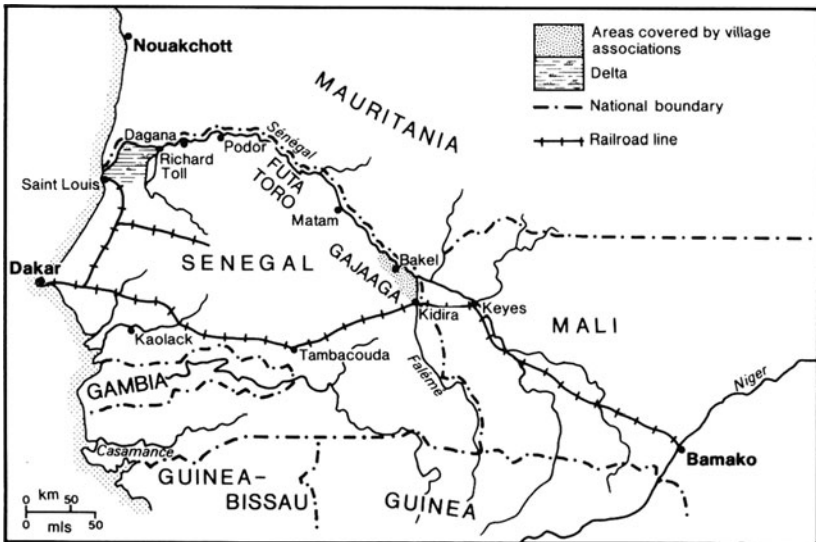 Nouakchott
MAURITANIA
Areas covered by village
associations
Delta
National boundary
Railroad line
Dagana
Richard
Toll
Podor
Sénégal
FUTA
TORO
Saint Louis
Matam
SENEGAL
Bakel
GAJAAGA
Dakar
Kidira
Keyes
MALI
Kaolack
Tambacouda
GAMBIA
Faléme
Niger
Casamance
Bamako
GUINEA-
BISSAU
GUINEA
km
0 50
mls
0 50